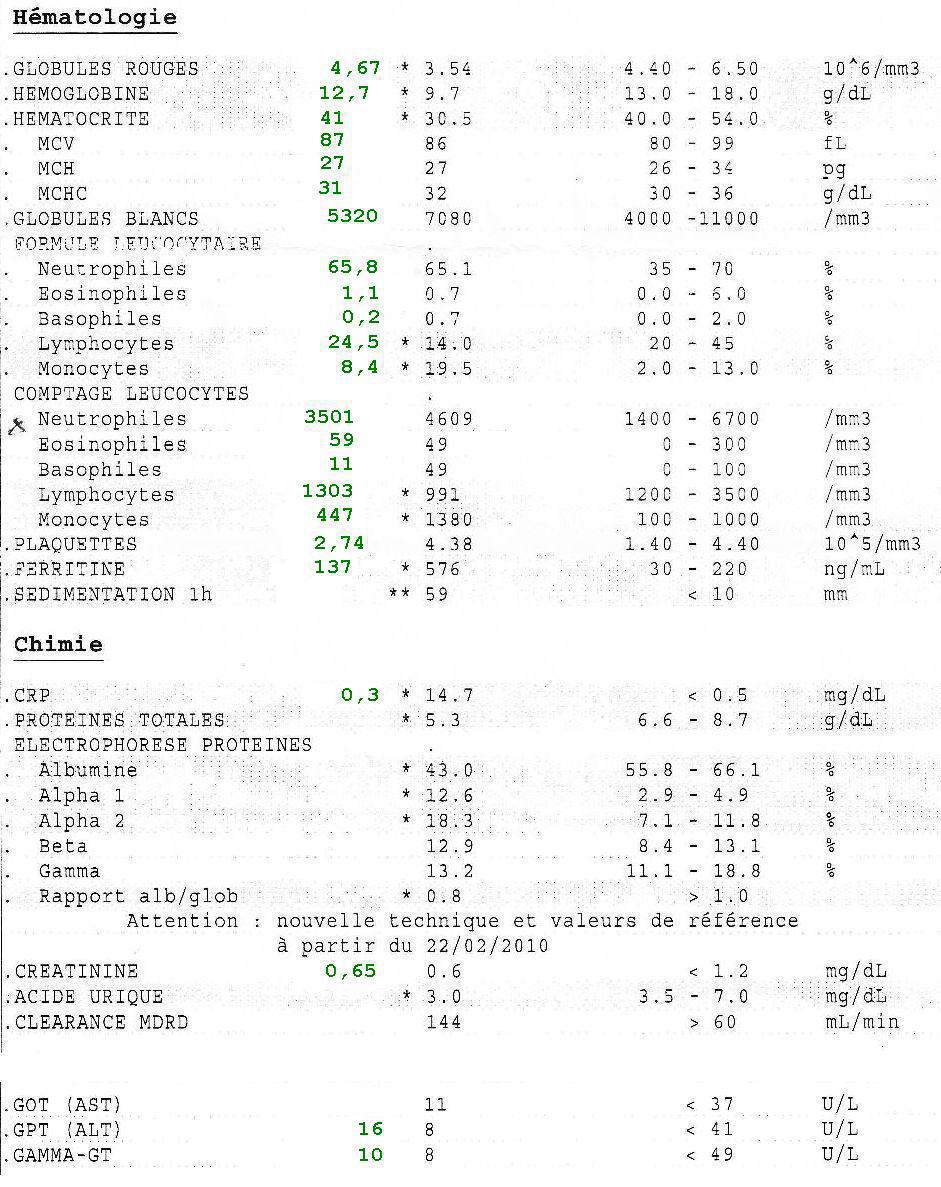 Hématologie
.GLOBULES ROUGES 4,67 * 3.54 4.40 - 6.50 10^6/mm3
.HEMOGLOBINE 12,7 * 9.7 13.0 - 18.0 g/dL
.HEMATOCRITE 41 * 30.5 40.0 - 54.0 %
. MCV 87 86 80 - 99 fL
. MCH 27 27 26 - 34 pg
. MCHC 31 32 30 - 36 g/dL
.GLOBULES BLANCS 5320 7080 4000 -11000 /mm3
FORMULE LEUCOCYTAIRE .
. Neutrophiles 65,8 65.1 35 - 70 %
. Eosinophiles 1,1 0.7 0.0 - 6.0 %
. Basophiles 0,2 0.7 0.0 - 2.0 %
. Lymphocytes 24,5 * 14.0 20 - 45 %
. Monocytes 8,4 * 19.5 2.0 - 13.0 %
COMPTAGE LEUCOCYTES .
Neutrophiles 3501 4609 1400 - 6700 /mm3
Eosinophiles 59 49 0 - 300 /mm3
Basophiles 11 49 0 - 100 /mm3
Lymphocytes 1303 * 991 1200 - 3500 /mm3
Monocytes 447 * 1380 100 - 1000 /mm3
.PLAQUETTES 2,74 4.38 1.40 - 4.40 10^5/mm3
.FERRITINE 137 * 576 30 - 220 ng/mL
.SEDIMENTATION 1h ** 59 < 10 mm
Chimie
.CRP 0,3 * 14.7 < 0.5 mg/dL
.PROTEINES TOTALES * 5.3 6.6 - 8.7 g/dL
ELECTROPHORESE PROTEINES .
. Albumine * 43.0 55.8 - 66.1 %
. Alpha 1 * 12.6 2.9 - 4.9 %
. Alpha 2 * 18.3 7.1 - 11.8 %
. Beta 12.9 8.4 - 13.1 %
. Gamma 13.2 11.1 - 18.8 %
. Rapport alb/glob * 0.8 > 1.0
Attention : nouvelle technique et valeurs de référence
à partir du 22/02/2010
.CREATININE 0,65 0.6 < 1.2 mg/dL
.ACIDE URIQUE * 3.0 3.5 - 7.0 mg/dL
.CLEARANCE MDRD 144 > 60 mL/min
.GOT (AST) 11 < 37 U/L
.GPT (ALT) 16 8 < 41 U/L
.GAMMA-GT 10 8 < 49 U/L